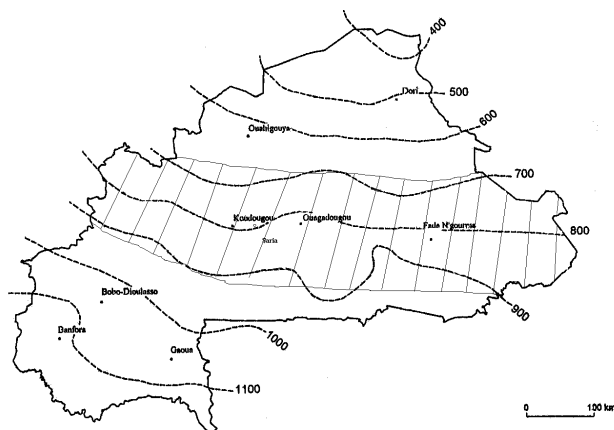 400
Dori
500
600
Ouahigouya
700
Koudougou
Ouagadougou
Saria
Fada N'gourma
800
900
Bobo-Dioulasso
Banfora
1000
Gaoua
1100
0 100 km